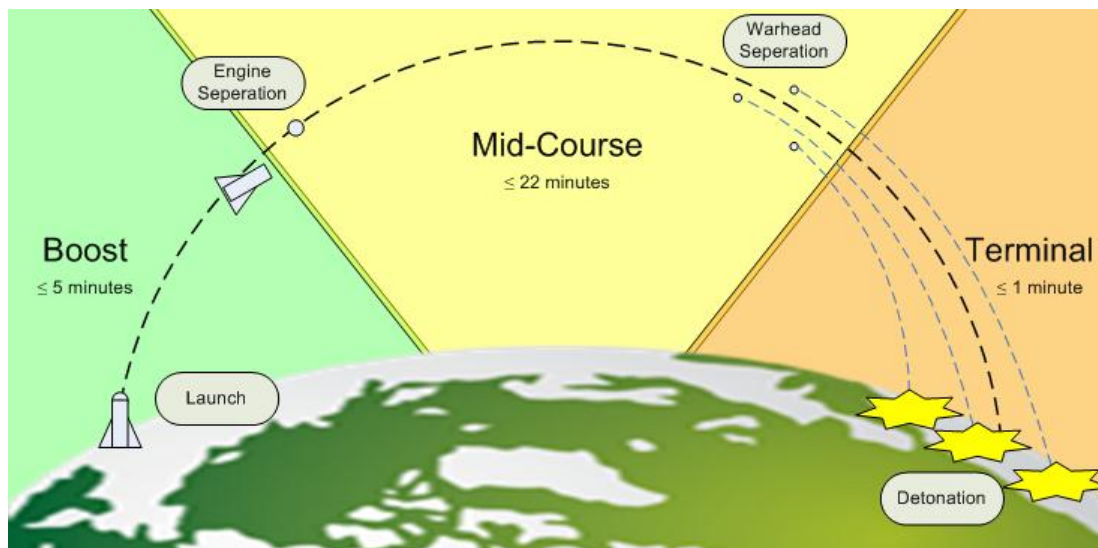 Warhead
Seperation
Engine
Seperation
Mid-Course
≤ 22 minutes
Boost
≤ 5 minutes
Terminal
≤ 1 minute
Launch
Detonation